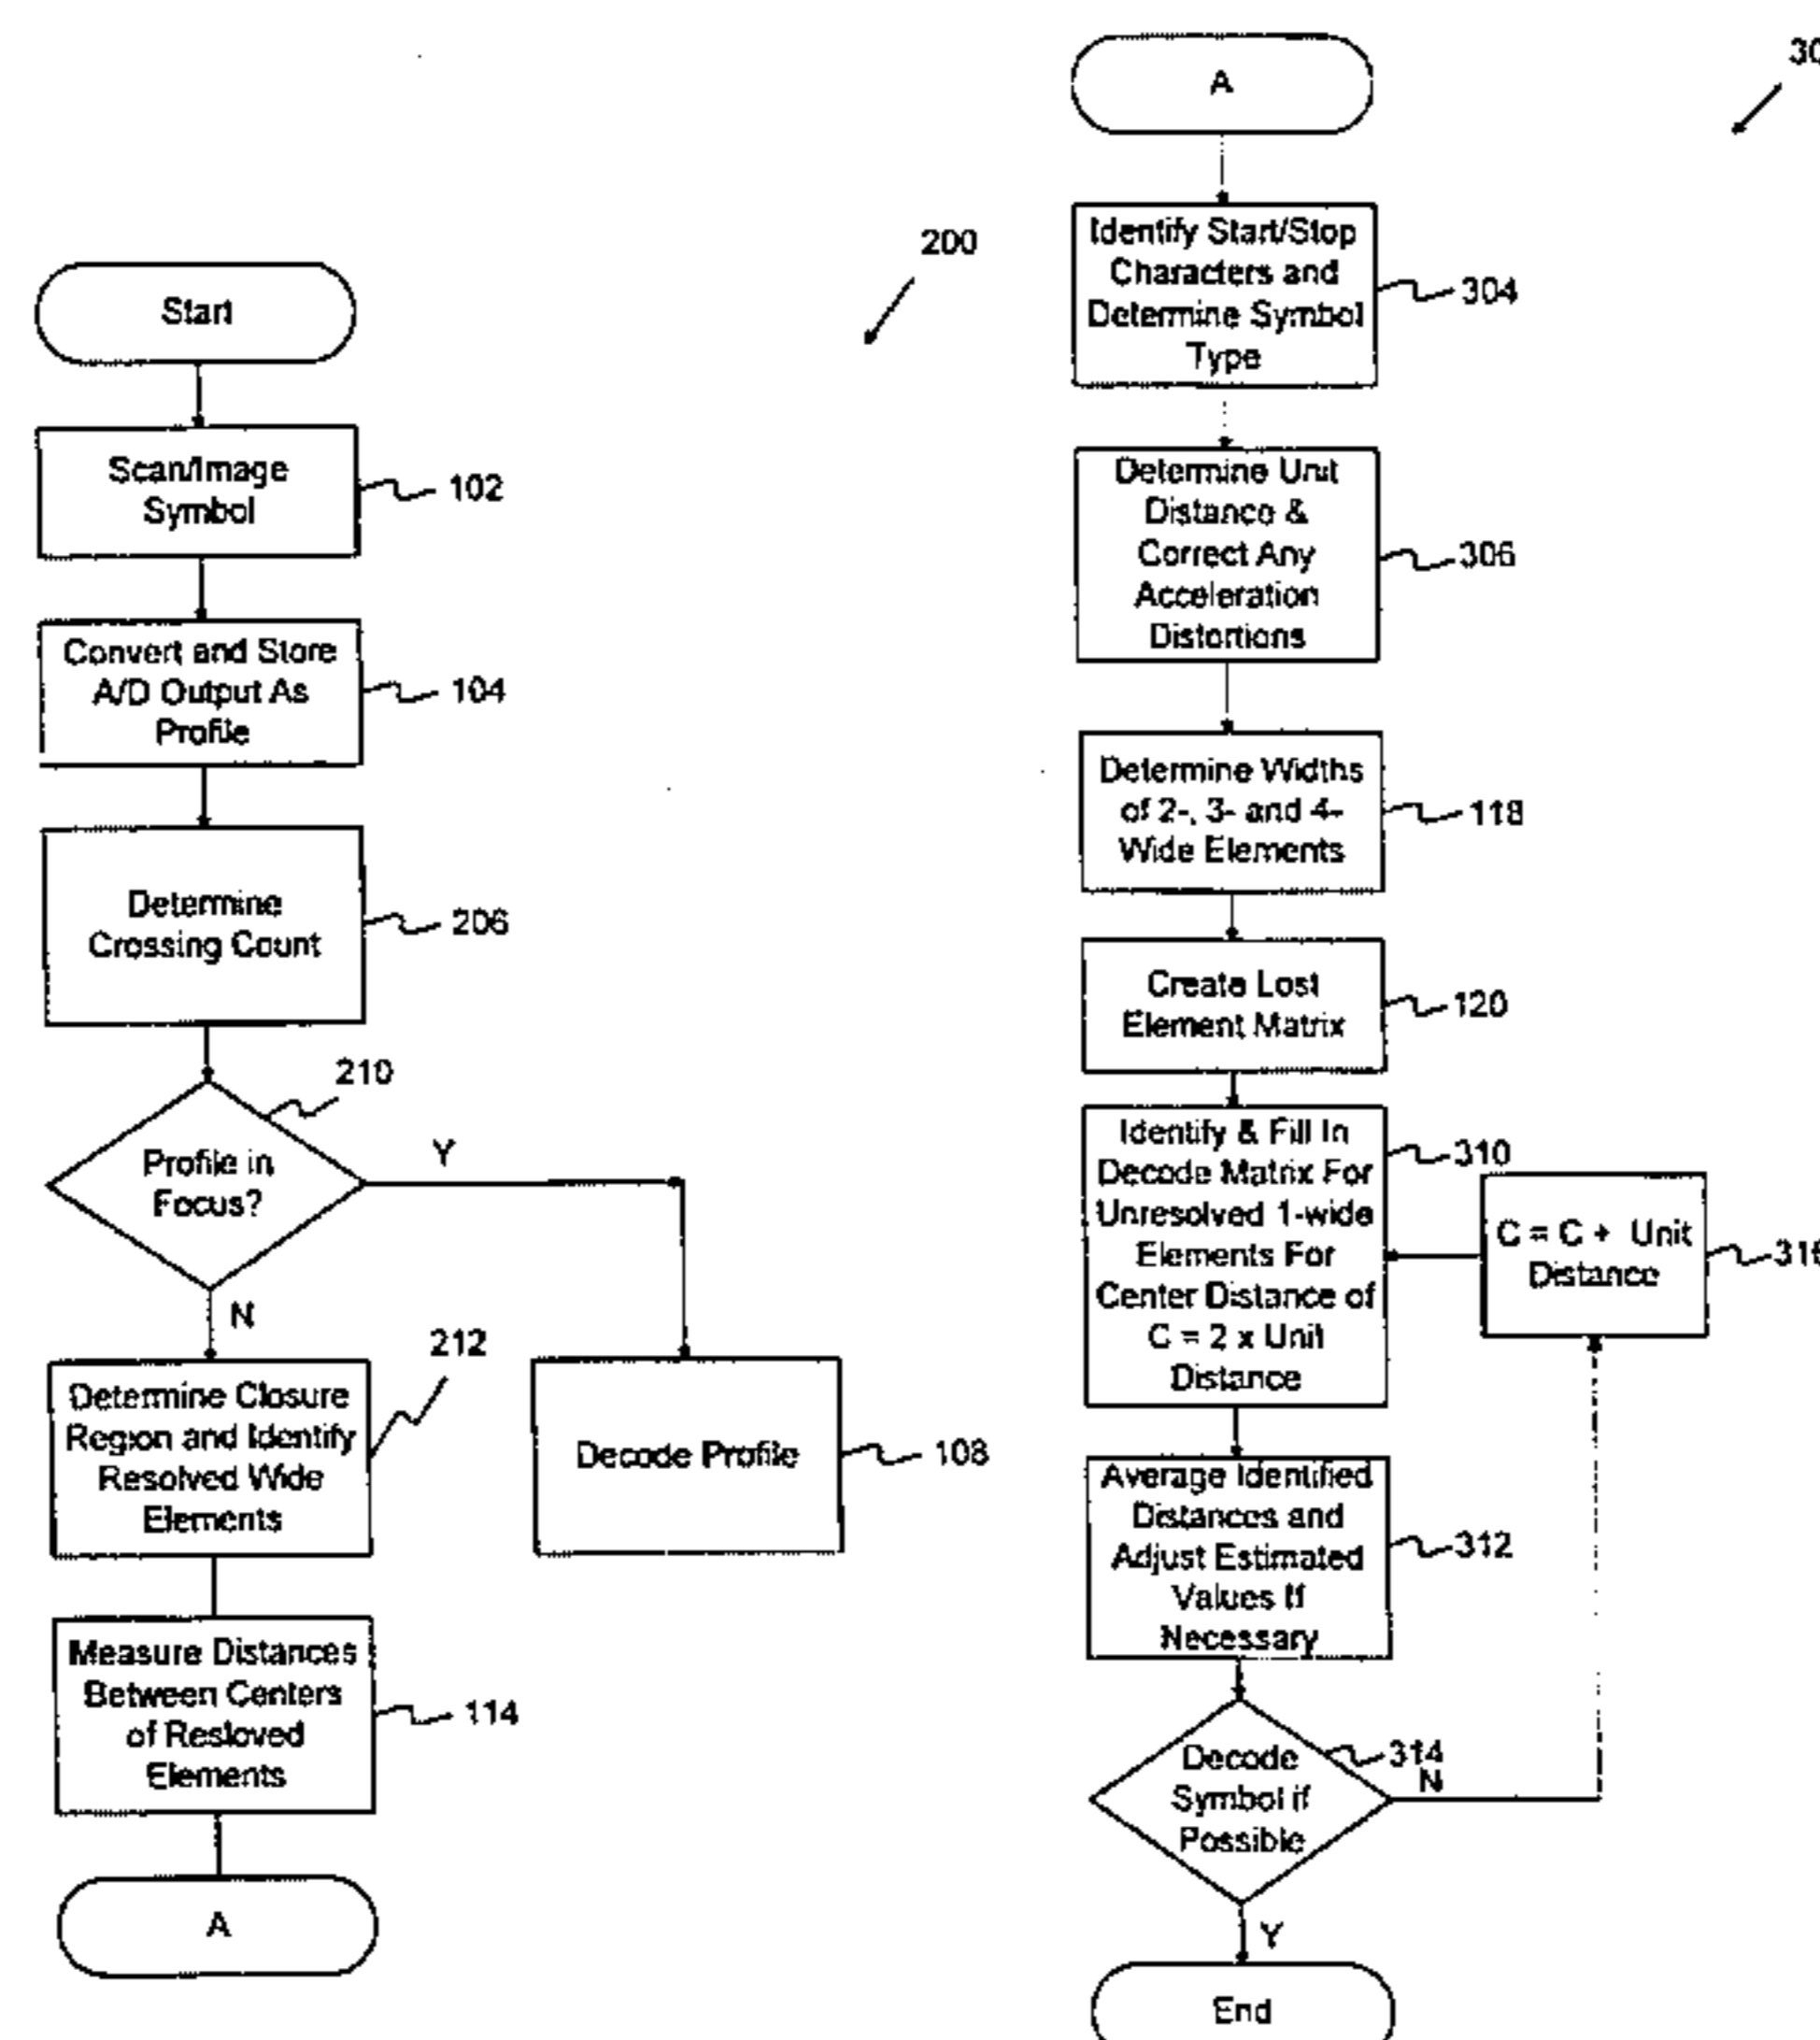 Start
200
Scan/Image
Symbol
102
Convert and Store
A/D Output As
Profile
104
Determine
Crossing Count
206
210
Profile in
Focus?
Y
N
212
Determine Closure
Region and Identify
Resolved Wide
Elements
Decode Profile
108
Measure Distances
Between Centers
of Resloved
Elements
114
A
A
30
Identify Start/Stop
Characters and
Determine Symbol
Type
304
Determine Unit
Distance &
Correct Any
Acceleration
Distortions
306
Determine Widths
of 2-, 3- and 4-
Wide Elements
118
Create Lost
Element Matrix
120
Identify & Fill In
Decode Matrix For
Unresolved 1-wide
Elements For
Center Distance of
C = 2 x Unit
Distance
310
C = C + Unit
Distance
Average Identified
Distances and
Adjust Estimated
Values If
Necessary
312
Decode
Symbol if
Possible
314
N
Y
End